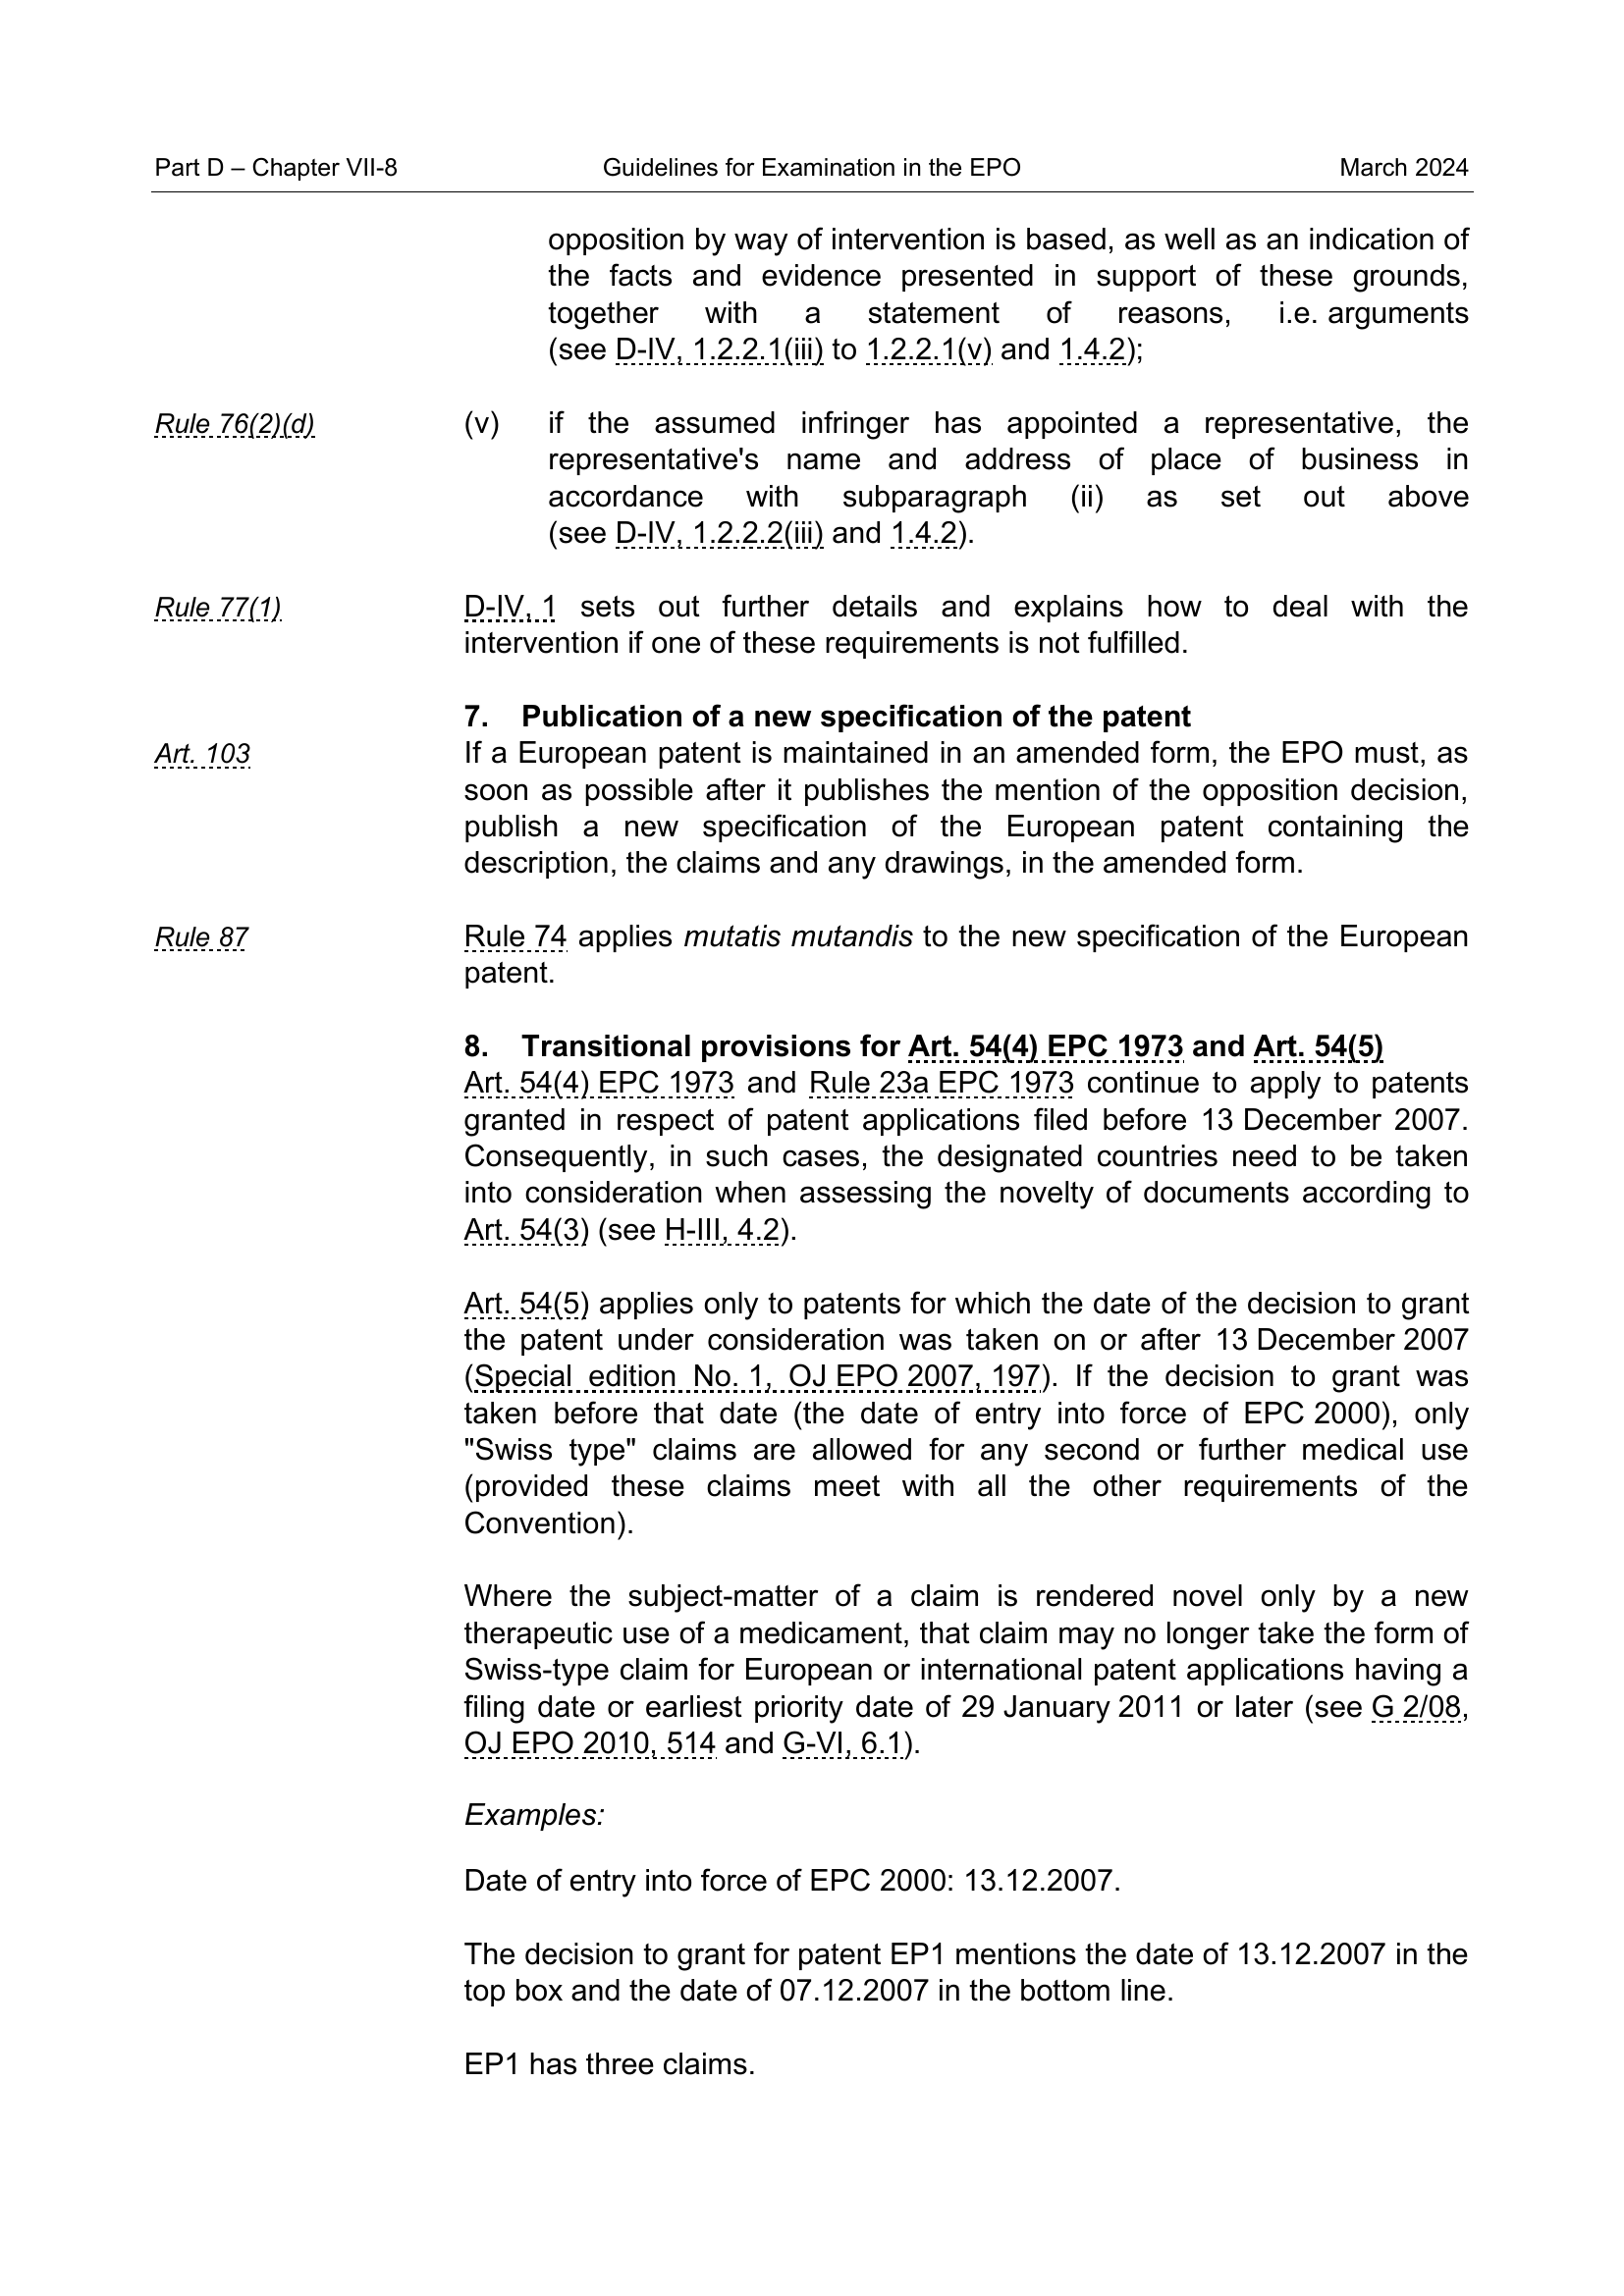 Part D – Chapter VII-8 Guidelines for Examination in the EPO March 2024
opposition by way of intervention is based, as well as an indication of
the facts and evidence presented in support of these grounds,
together with a statement of reasons, i.e. arguments
(see D-IV, 1.2.2.1(iii) to 1.2.2.1(v) and 1.4.2);
Rule 76(2)(d) (v) if the assumed infringer has appointed a representative, the
representative's name and address of place of business in
accordance with subparagraph (ii) as set out above
(see D-IV, 1.2.2.2(iii) and 1.4.2).
Rule 77(1) D-IV, 1 sets out further details and explains how to deal with the
intervention if one of these requirements is not fulfilled.
7. Publication of a new specification of the patent
Art. 103 If a European patent is maintained in an amended form, the EPO must, as
soon as possible after it publishes the mention of the opposition decision,
publish a new specification of the European patent containing the
description, the claims and any drawings, in the amended form.
Rule 87 Rule 74 applies mutatis mutandis to the new specification of the European
patent.
8. Transitional provisions for Art. 54(4) EPC 1973 and Art. 54(5)
Art. 54(4) EPC 1973 and Rule 23a EPC 1973 continue to apply to patents
granted in respect of patent applications filed before 13 December 2007.
Consequently, in such cases, the designated countries need to be taken
into consideration when assessing the novelty of documents according to
Art. 54(3) (see H-III, 4.2).
Art. 54(5) applies only to patents for which the date of the decision to grant
the patent under consideration was taken on or after 13 December 2007
(Special edition No. 1, OJ EPO 2007, 197). If the decision to grant was
taken before that date (the date of entry into force of EPC 2000), only
"Swiss type" claims are allowed for any second or further medical use
(provided these claims meet with all the other requirements of the
Convention).
Where the subject-matter of a claim is rendered novel only by a new
therapeutic use of a medicament, that claim may no longer take the form of
Swiss-type claim for European or international patent applications having a
filing date or earliest priority date of 29 January 2011 or later (see G 2/08,
OJ EPO 2010, 514 and G-VI, 6.1).
Examples:
Date of entry into force of EPC 2000: 13.12.2007.
The decision to grant for patent EP1 mentions the date of 13.12.2007 in the
top box and the date of 07.12.2007 in the bottom line.
EP1 has three claims.